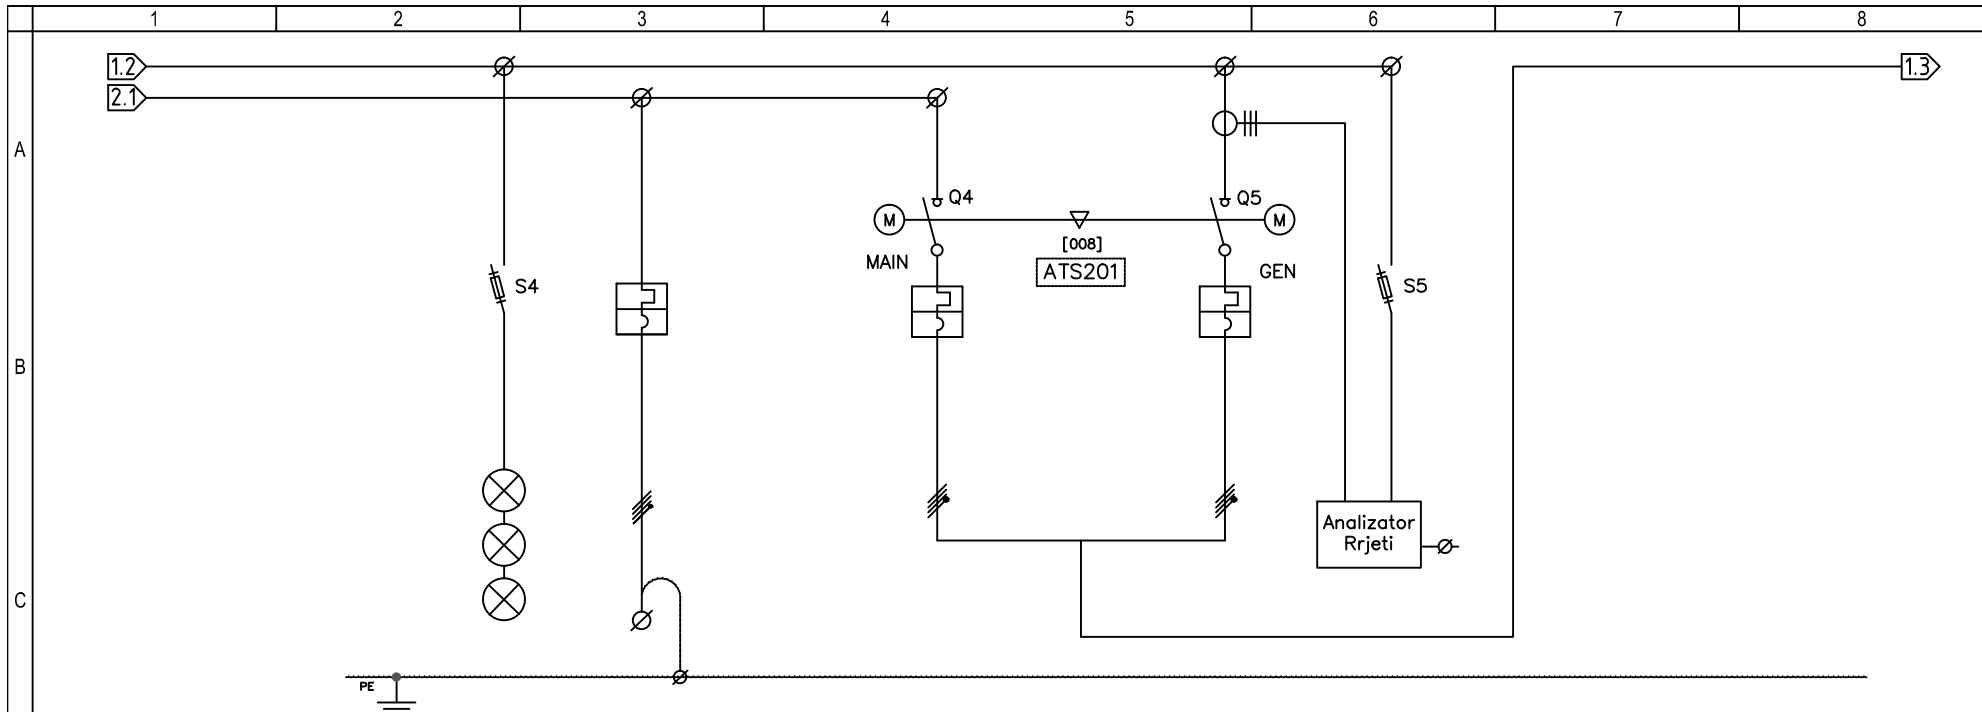 1 2 3 4 5 6 7 8
1.2 1.3
2.1
A
Q4 Q5
M M
[008]
MAIN ATS201 GEN
S4 S5
B
Analizator
Rrjeti
C
PE